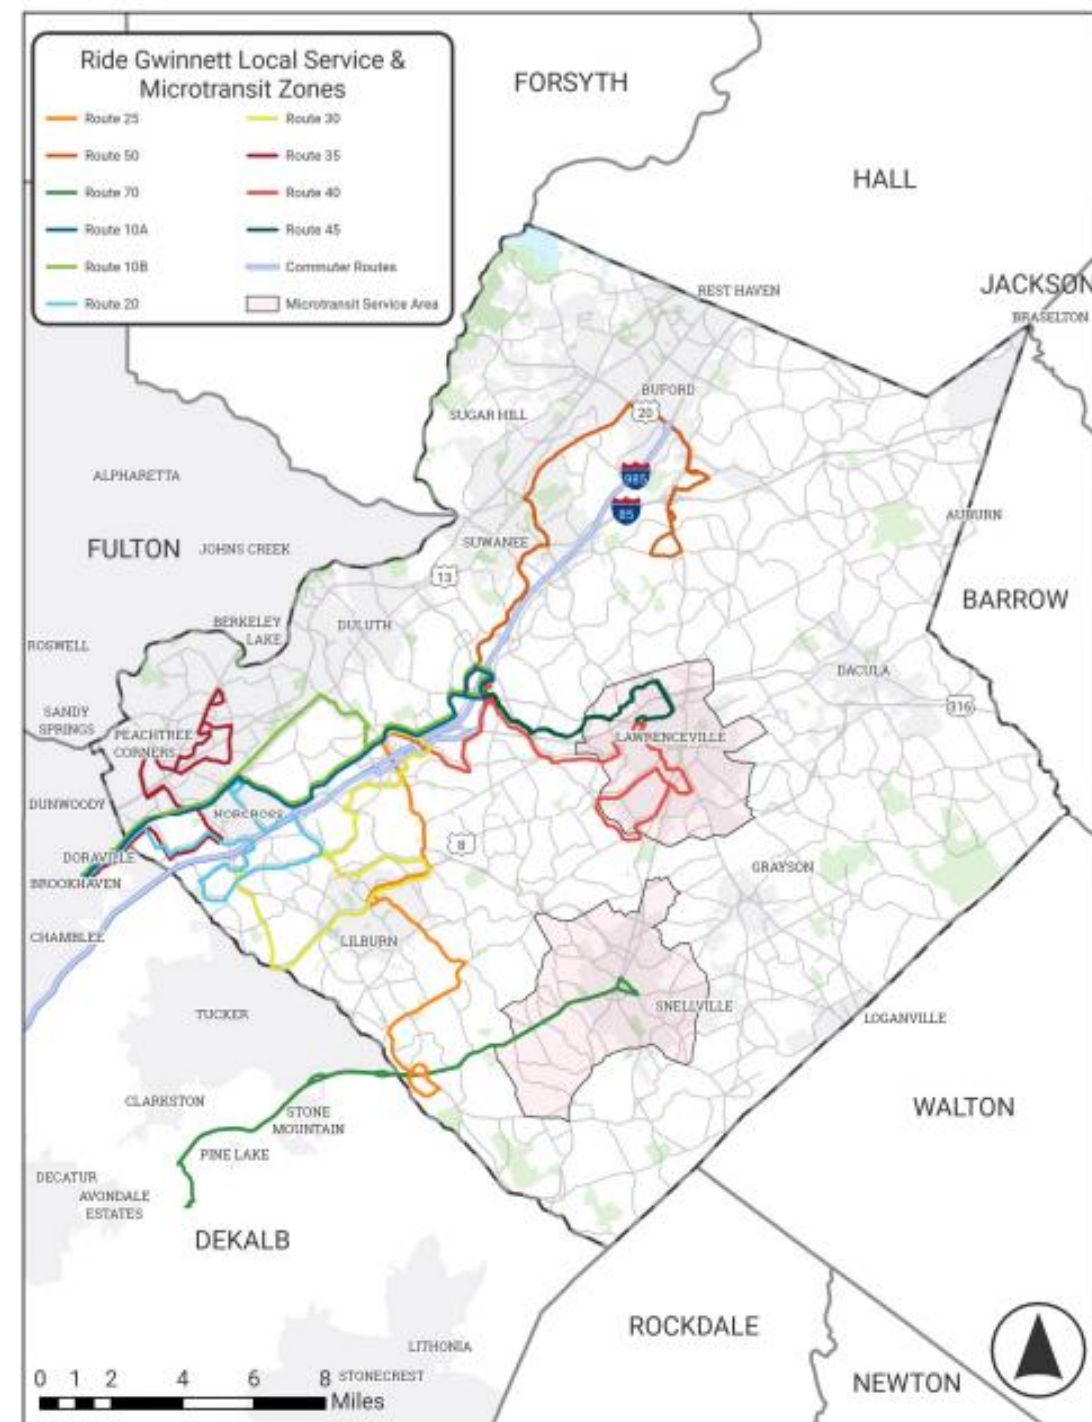 Ride Gwinnett Local Service &
Microtransit Zones
Route 25
Route 30
Route 50
Route 35
Route 70
Route 40
Route 10A
Route 45
Route 10B
Commuter Routes
Route 20
Microtransit Service Area
FORSYTH
HALL
JACKSON
BRASELTON
REST HAVEN
BUFORD
20
SUGAR HILL
ALPHARETTA
985
85
AUBURN
FULTON
JOHNS CREEK
SUWANEE
13
BARROW
BERKELEY
LAKE
DULUTH
ROSWELL
DACULA
316
SANDY
SPRINGS
PEACHTREE
CORNERS
LAWRENCEVILLE
DUNWOODY
NORCROSS
8
DORAVILLE
BROOKHAVEN
GRAYSON
CHAMBLEE
LILBURN
TUCKER
SNELLVILLE
LOGANVILLE
CLARKSTON
STONE
MOUNTAIN
WALTON
PINE LAKE
DECATUR
AVONDALE
ESTATES
DEKALB
ROCKDALE
LITHONIA
STONECREST
NEWTON
0 1 2 4 6 8
Miles